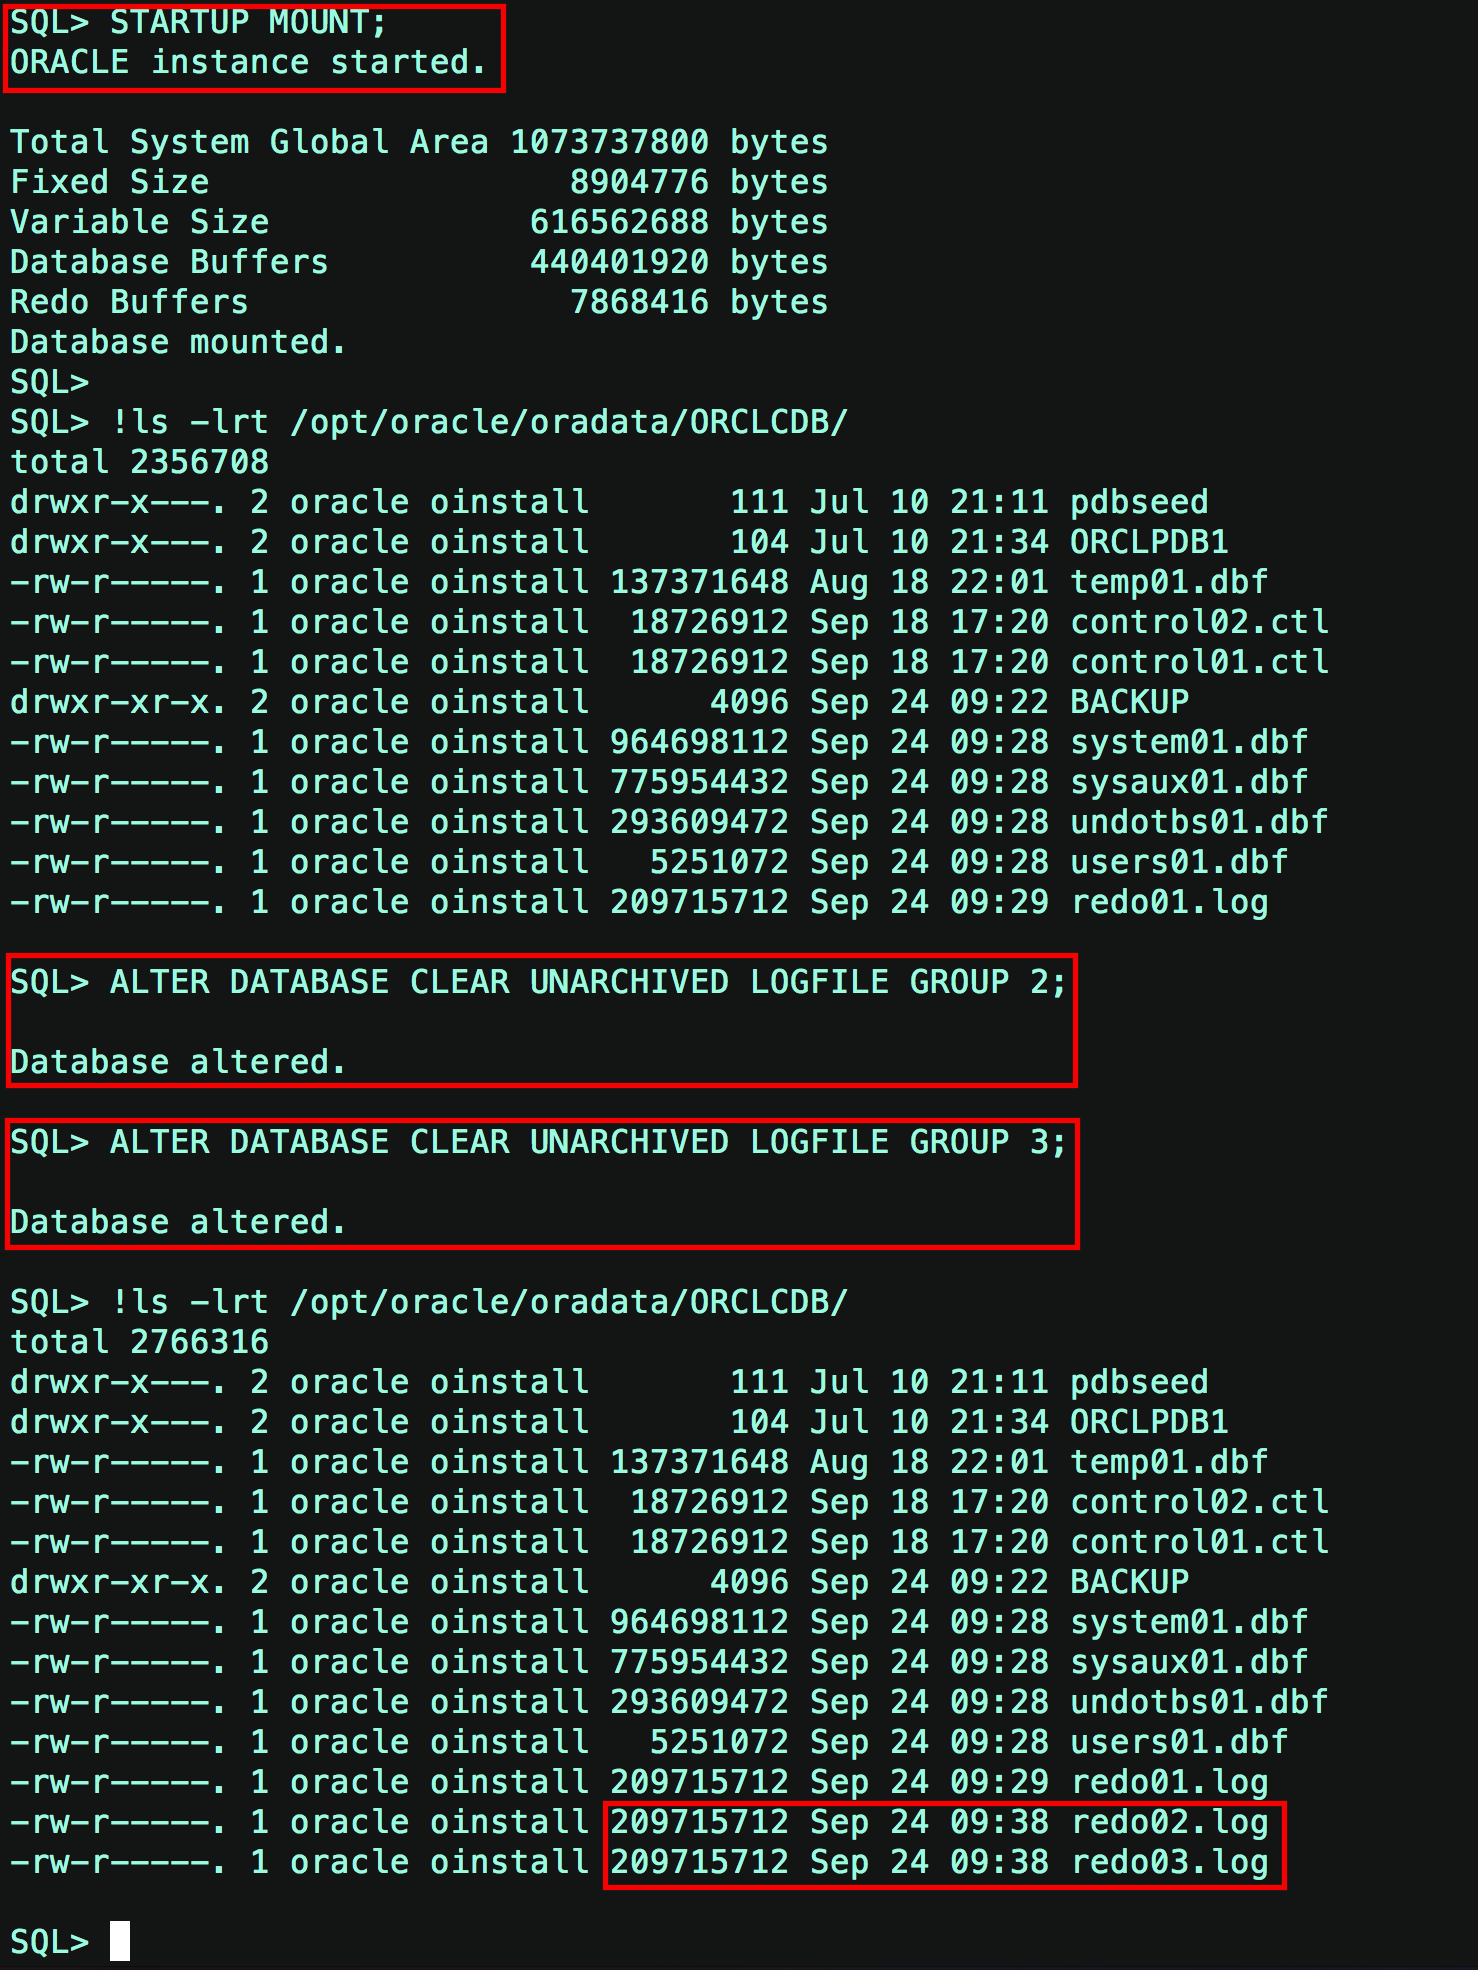 SQL> STARTUP MOUNT;
ORACLE instance started.
Total System Global Area 1073737800 bytes
Fixed Size 8904776 bytes
Variable Size 616562688 bytes
Database Buffers 440401920 bytes
Redo Buffers 7868416 bytes
Database mounted.
SQL>
SQL> !ls -lrt /opt/oracle/oradata/ORCLCDB/
total 2356708
drwxr-x---. 2 oracle oinstall 111 Jul 10 21:11 pdbseed
drwxr-x---. 2 oracle oinstall 104 Jul 10 21:34 ORCLPDB1
-rw-r-----. 1 oracle oinstall 137371648 Aug 18 22:01 temp01.dbf
-rw-r-----. 1 oracle oinstall 18726912 Sep 18 17:20 control02.ctl
-rw-r-----. 1 oracle oinstall 18726912 Sep 18 17:20 control01.ctl
drwxr-xr-x. 2 oracle oinstall 4096 Sep 24 09:22 BACKUP
-rw-r-----. 1 oracle oinstall 964698112 Sep 24 09:28 system01.dbf
-rw-r-----. 1 oracle oinstall 775954432 Sep 24 09:28 sysaux01.dbf
-rw-r-----. 1 oracle oinstall 293609472 Sep 24 09:28 undotbs01.dbf
-rw-r-----. 1 oracle oinstall 5251072 Sep 24 09:28 users01.dbf
-rw-r-----. 1 oracle oinstall 209715712 Sep 24 09:29 redo01.log
SQL> ALTER DATABASE CLEAR UNARCHIVED LOGFILE GROUP 2;
Database altered.
SQL> ALTER DATABASE CLEAR UNARCHIVED LOGFILE GROUP 3;
Database altered.
SQL> !ls -lrt /opt/oracle/oradata/ORCLCDB/
total 2766316
drwxr-x---. 2 oracle oinstall 111 Jul 10 21:11 pdbseed
drwxr-x---. 2 oracle oinstall 104 Jul 10 21:34 ORCLPDB1
-rw-r-----. 1 oracle oinstall 137371648 Aug 18 22:01 temp01.dbf
-rw-r-----. 1 oracle oinstall 18726912 Sep 18 17:20 control02.ctl
-rw-r-----. 1 oracle oinstall 18726912 Sep 18 17:20 control01.ctl
drwxr-xr-x. 2 oracle oinstall 4096 Sep 24 09:22 BACKUP
-rw-r-----. 1 oracle oinstall 964698112 Sep 24 09:28 system01.dbf
-rw-r-----. 1 oracle oinstall 775954432 Sep 24 09:28 sysaux01.dbf
-rw-r-----. 1 oracle oinstall 293609472 Sep 24 09:28 undotbs01.dbf
-rw-r-----. 1 oracle oinstall 5251072 Sep 24 09:28 users01.dbf
-rw-r-----. 1 oracle oinstall 209715712 Sep 24 09:29 redo01.log
-rw-r-----. 1 oracle oinstall 209715712 Sep 24 09:38 redo02.log
-rw-r-----. 1 oracle oinstall 209715712 Sep 24 09:38 redo03.log
SQL>